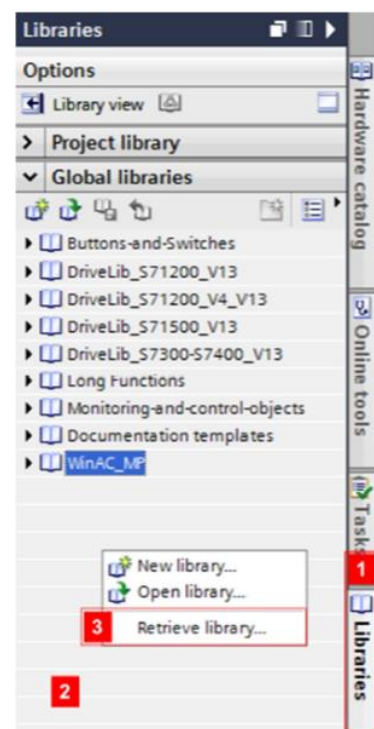 Libraries
Options
Library view
Project library
Global libraries
Buttons-and-Switches
DriveLib_S71200_V13
DriveLib_S71200_V4_V13
DriveLib_S71500_V13
DriveLib_S7300-S7400_V13
Long Functions
Monitoring-and-control-objects
Documentation templates
WinAC_MP
New library...
Open library...
3 Retrieve library...
2
Hardware catalog
Online tools
Tasks
1
Libraries